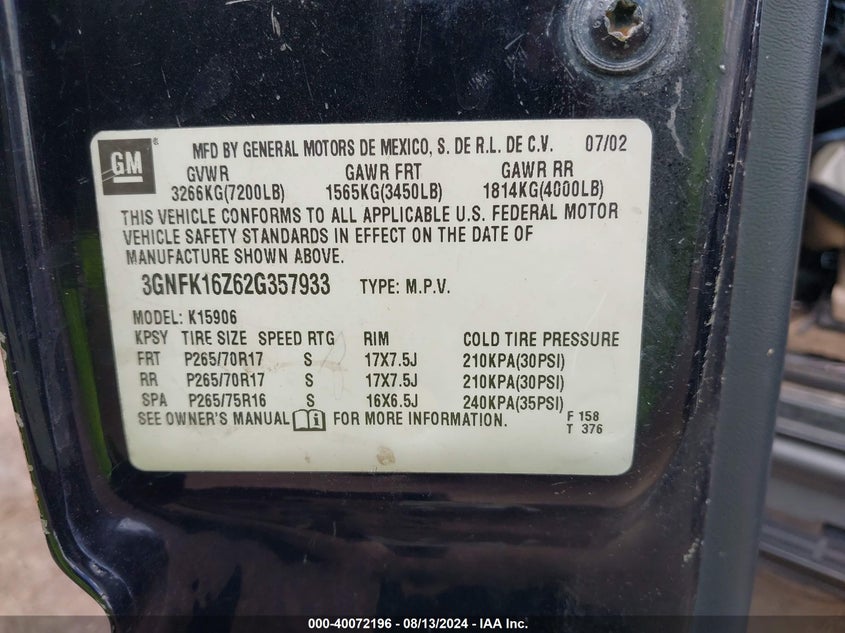 GM
MFD BY GENERAL MOTORS DE MEXICO, S. DE R.L. DE C.V. 07/02
GVWR GAWR FRT GAWR RR
3266KG(7200LB) 1565KG(3450LB) 1814KG(4000LB)
THIS VEHICLE CONFORMS TO ALL APPLICABLE U.S. FEDERAL MOTOR
VEHICLE SAFETY STANDARDS IN EFFECT ON THE DATE OF
MANUFACTURE SHOWN ABOVE.
3GNFK16Z62G357933 TYPE: M.P.V.
MODEL: K15906
KPSY TIRE SIZE SPEED RTG RIM COLD TIRE PRESSURE
FRT P265/70R17 S 17X7.5J 210KPA(30PSI)
RR P265/70R17 S 17X7.5J 210KPA(30PSI)
SPA P265/75R16 16X6.5J 240KPA(35PSI)
SEE OWNER'S MANUAL FOR MORE INFORMATION. F 158
T 376
000-40072196 - 08/13/2024 - IAA Inc.